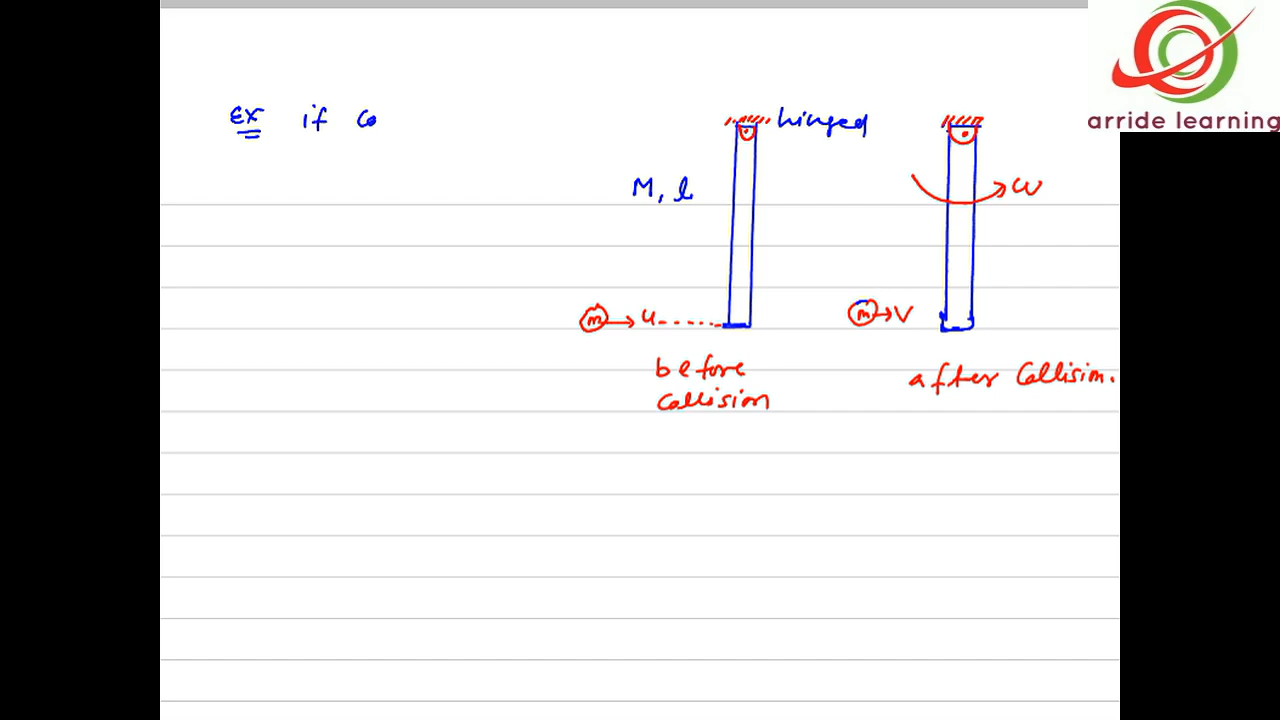 Ex if Co
hinged
M, l
ω
m u
m v
before
Collision
after Collision.
arride learning